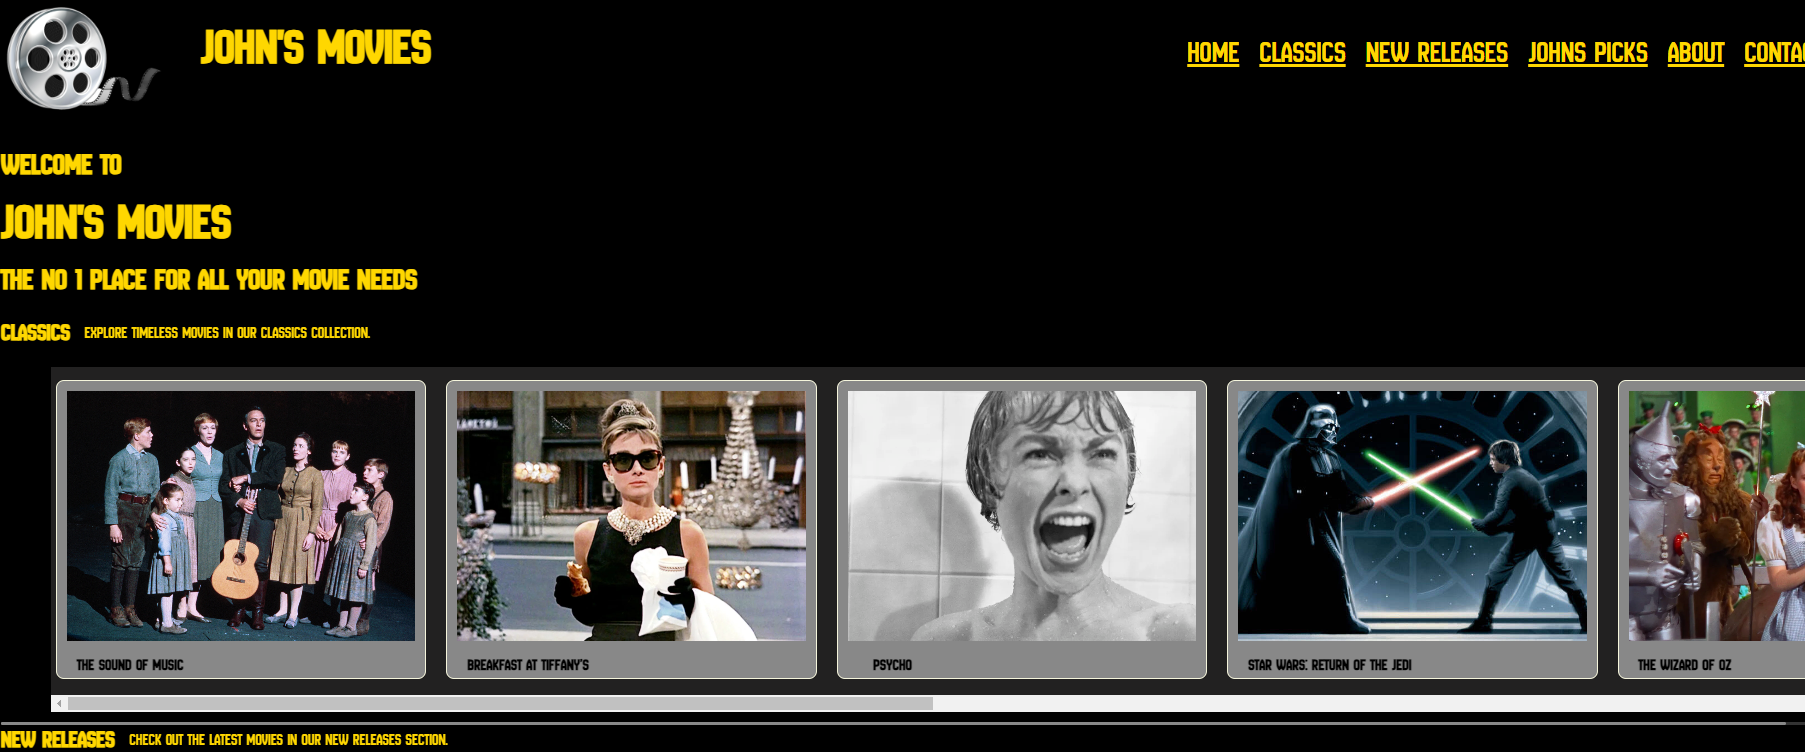 JOHN'S MOVIES
HOME CLASSICS NEW RELEASES JOHNS PICKS ABOUT
WELCOME TO
JOHN'S MOVIES
THE NO 1 PLACE FOR ALL YOUR MOVIE NEEDS
CLASSICS EXPLORE TIMELESS MOVIES IN OUR CLASSICS COLLECTION.
THE SOUND OF MUSIC
BREAKFAST AT TIFFANY'S
PSYCHO
STAR WARS: RETURN OF THE JEDI
THE WIZARD OF OZ
NEW RELEASES CHECK OUT THE LATEST MOVIES IN OUR NEW RELEASES SECTION.